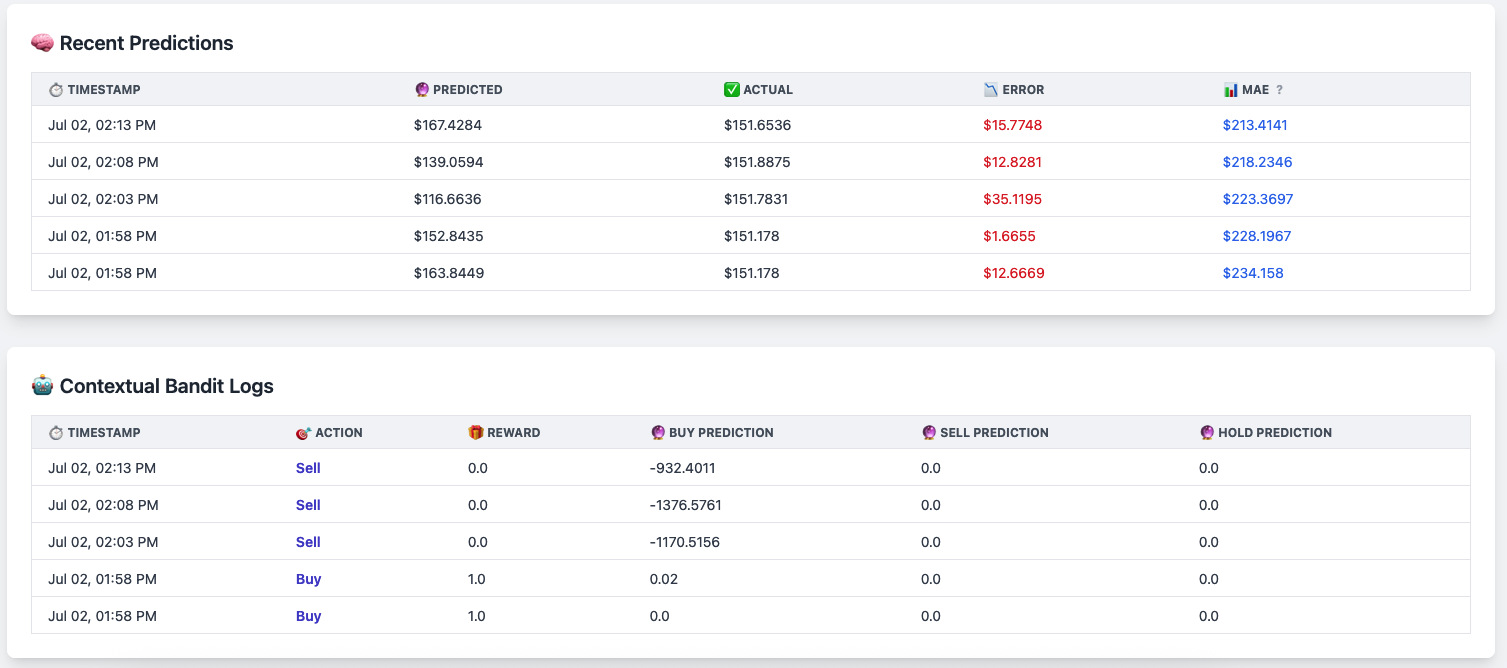 🧠 Recent Predictions
⏱ TIMESTAMP 🔮 PREDICTED ✅ ACTUAL 📉 ERROR 📊 MAE ?
Jul 02, 02:13 PM $167.4284 $151.6536 $15.7748 $213.4141
Jul 02, 02:08 PM $139.0594 $151.8875 $12.8281 $218.2346
Jul 02, 02:03 PM $116.6636 $151.7831 $35.1195 $223.3697
Jul 02, 01:58 PM $152.8435 $151.178 $1.6655 $228.1967
Jul 02, 01:58 PM $163.8449 $151.178 $12.6669 $234.158
🤖 Contextual Bandit Logs
⏱ TIMESTAMP 🎯 ACTION 🎁 REWARD 🔮 BUY PREDICTION 🔮 SELL PREDICTION 🔮 HOLD PREDICTION
Jul 02, 02:13 PM Sell 0.0 -932.4011 0.0 0.0
Jul 02, 02:08 PM Sell 0.0 -1376.5761 0.0 0.0
Jul 02, 02:03 PM Sell 0.0 -1170.5156 0.0 0.0
Jul 02, 01:58 PM Buy 1.0 0.02 0.0 0.0
Jul 02, 01:58 PM Buy 1.0 0.0 0.0 0.0